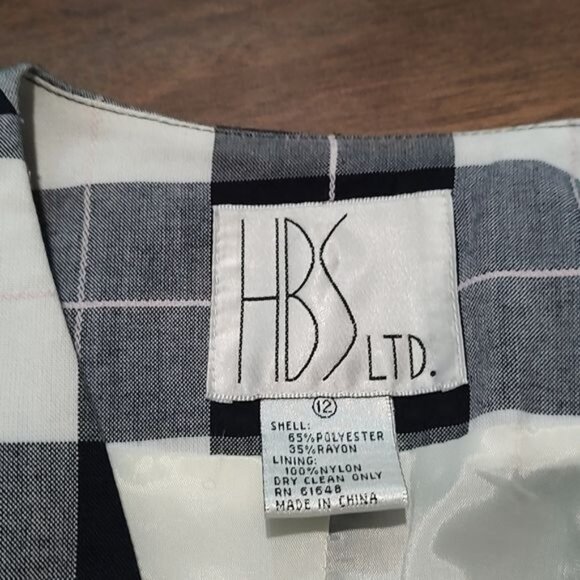 HBS LTD.
12
SHELL:
65%POLYESTER
35%RAYON
LINING:
100%NYLON
DRY CLEAN ONLY
RN 61648
MADE IN CHINA